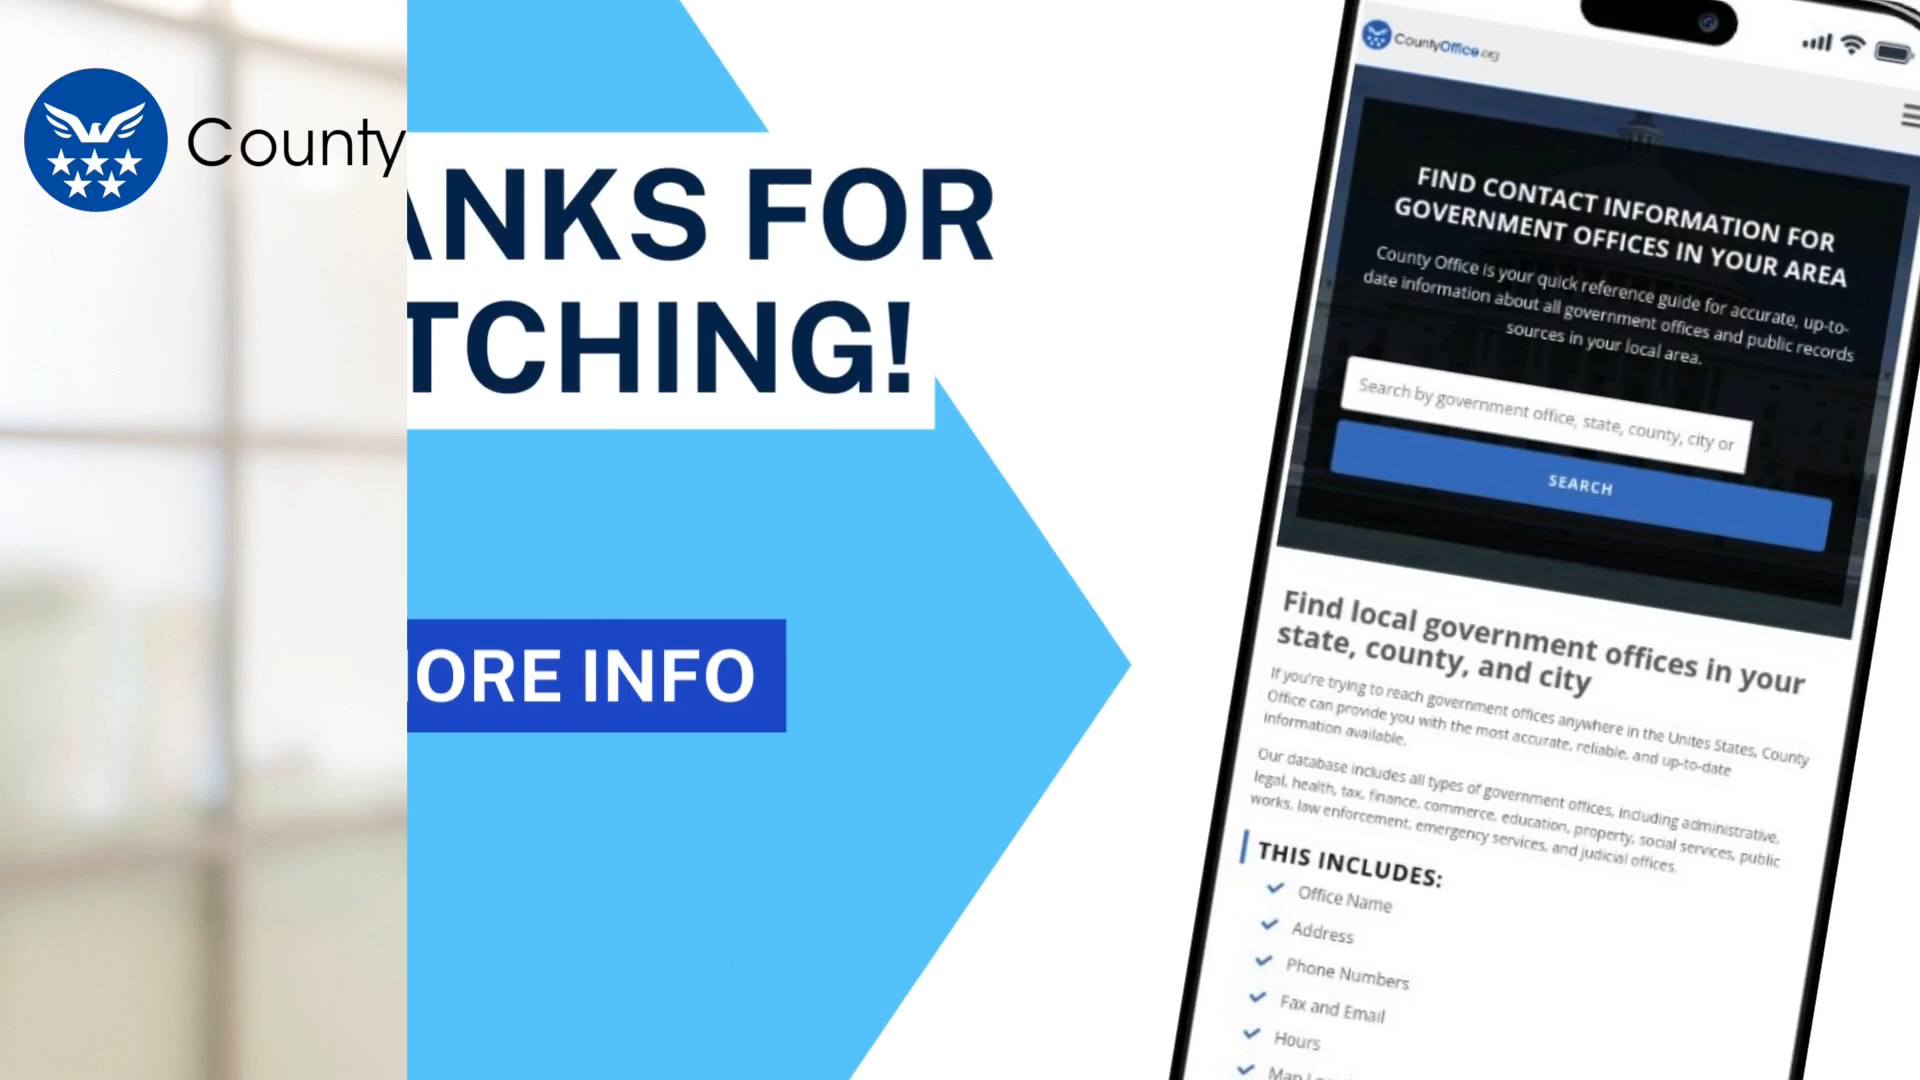 County
ANKS FOR
TCHING!
MORE INFO
CountyOffice.org
FIND CONTACT INFORMATION FOR
GOVERNMENT OFFICES IN YOUR AREA
County Office is your quick reference guide for accurate, up-to-
date information about all government offices and public records
sources in your local area.
Search by government office, state, county, city or
SEARCH
Find local government offices in your
state, county, and city
If you're trying to reach government offices anywhere in the Unites States, County
Office can provide you with the most accurate, reliable, and up-to-date
information available.
Our database includes all types of government offices, including administrative,
legal, health, tax, finance, commerce, education, property, social services, public
works, law enforcement, emergency services, and judicial offices.
THIS INCLUDES:
Office Name
Address
Phone Numbers
Fax and Email
Hours
Map